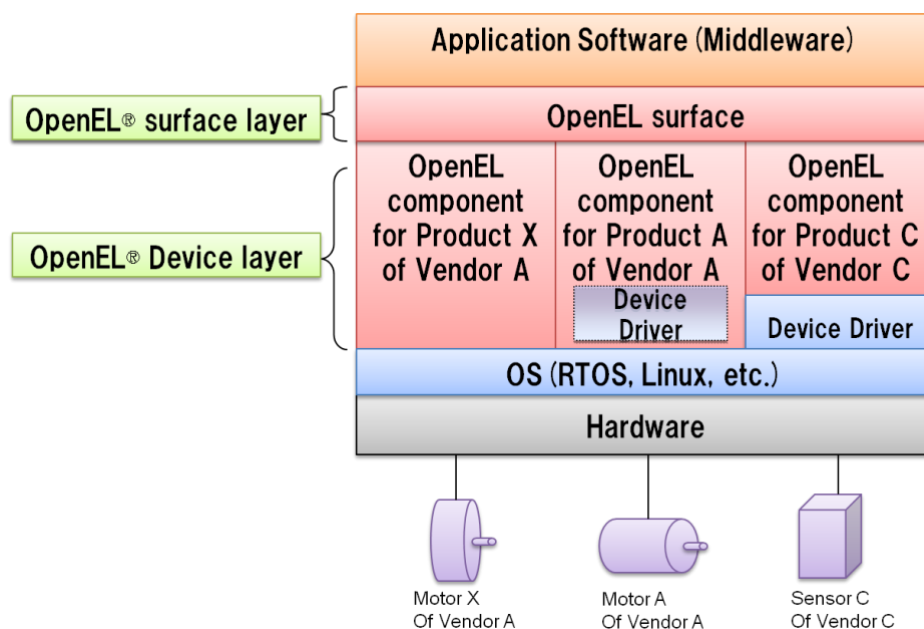 Application Software (Middleware)
OpenEL® surface layer
OpenEL surface
OpenEL
component
for Product X
of Vendor A
OpenEL
component
for Product A
of Vendor A
Device
Driver
OpenEL
component
for Product C
of Vendor C
Device Driver
OpenEL® Device layer
OS (RTOS, Linux, etc.)
Hardware
Motor X
Of Vendor A
Motor A
Of Vendor A
Sensor C
Of Vendor C